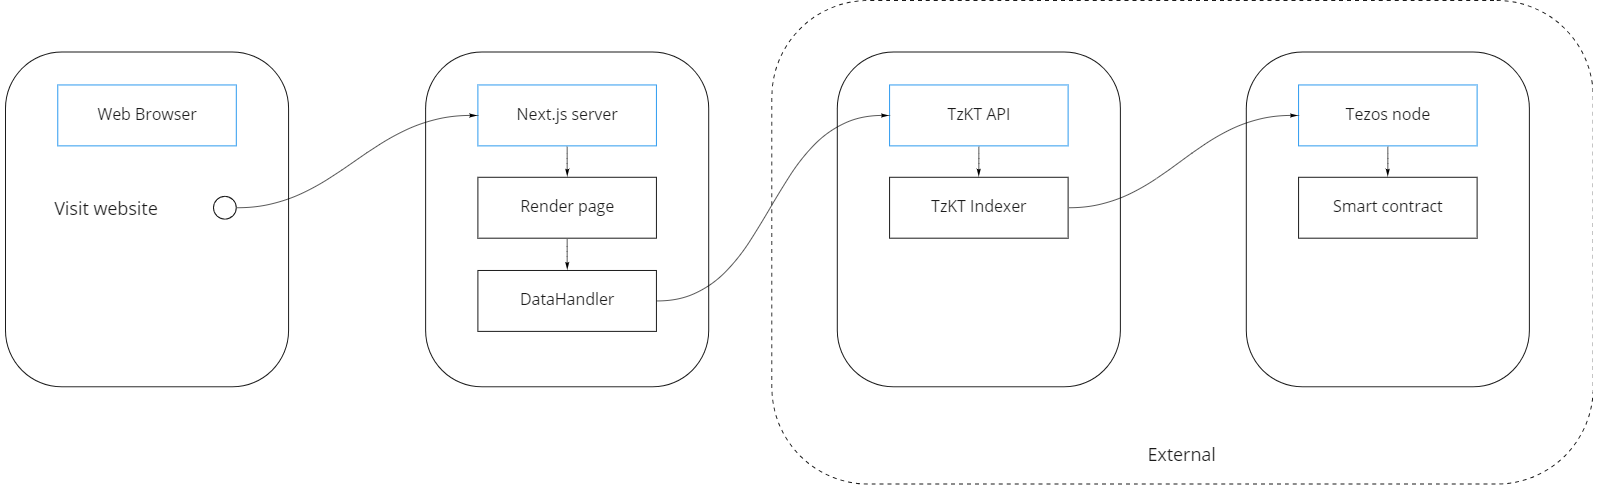 Web Browser
Visit website
Next.js server
Render page
DataHandler
TzKT API
TzKT Indexer
Tezos node
Smart contract
External